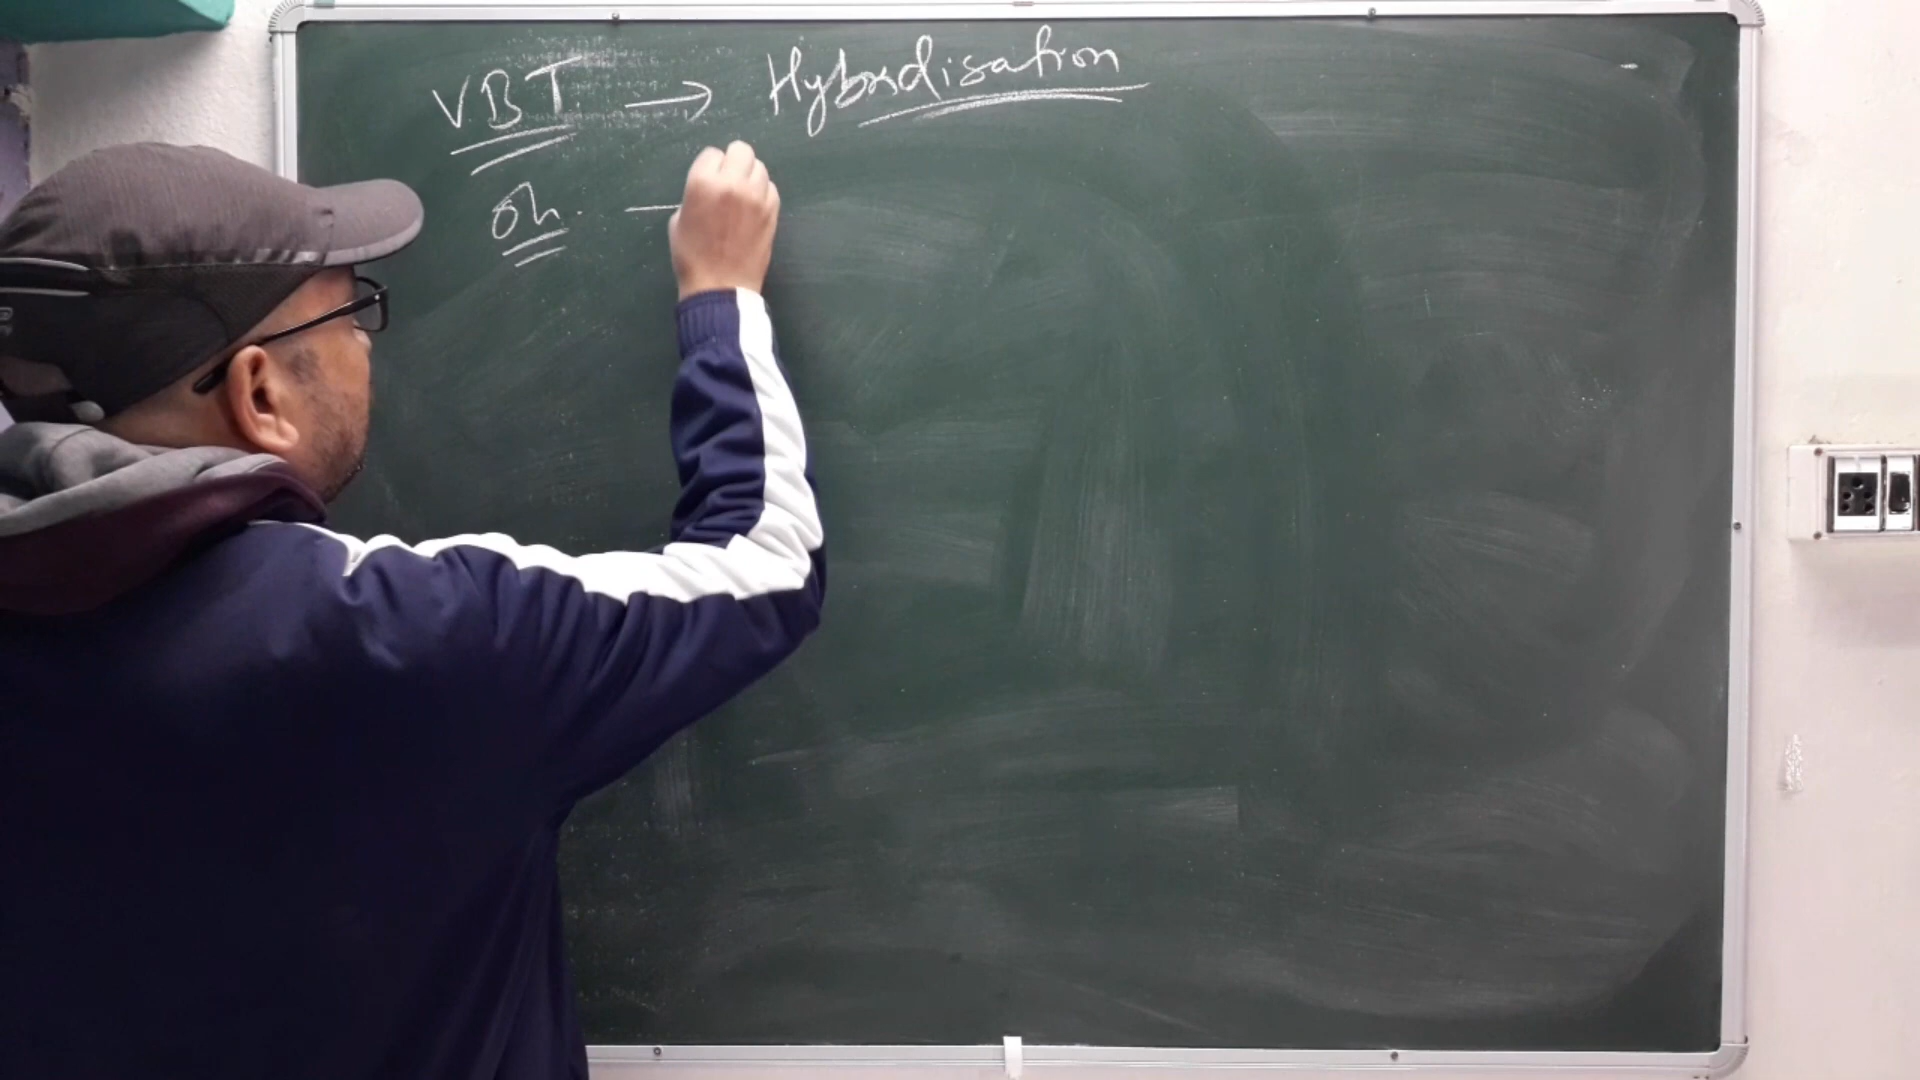 VBT → Hybridisation
Oh. —